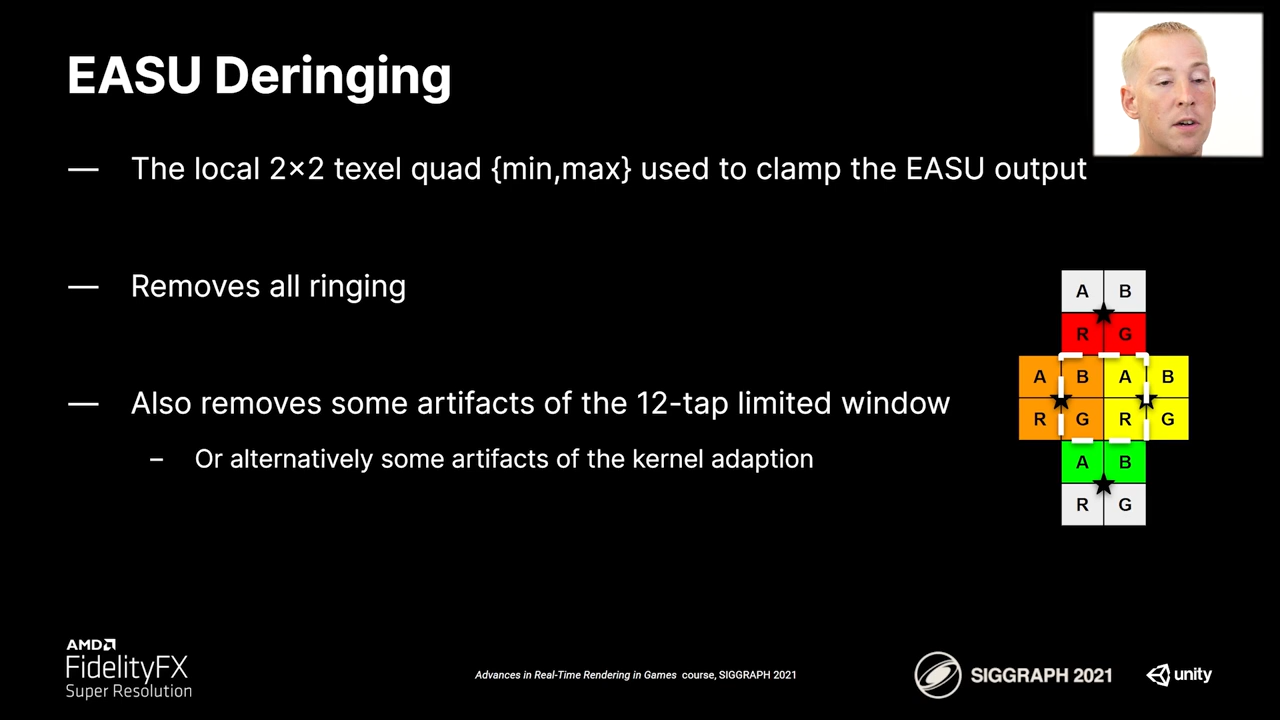 EASU Deringing
— The local 2×2 texel quad {min,max} used to clamp the EASU output
— Removes all ringing
— Also removes some artifacts of the 12-tap limited window
– Or alternatively some artifacts of the kernel adaption
A B
R G
A B A B
R G R G
A B
R G
AMD
FidelityFX
Super Resolution
Advances in Real-Time Rendering in Games course, SIGGRAPH 2021
SIGGRAPH 2021
unity